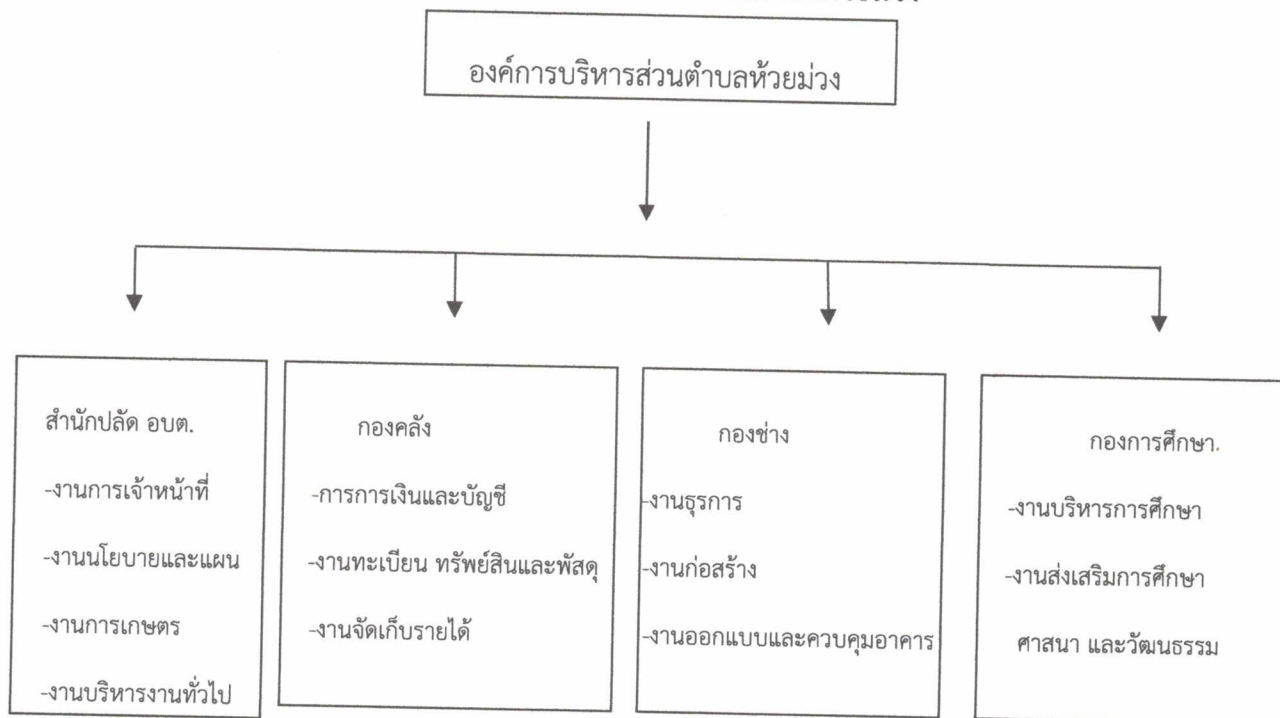 องค์การบริหารส่วนตำบลห้วยม่วง
สำนักปลัด อบต.
-งานการเจ้าหน้าที่
-งานนโยบายและแผน
-งานการเกษตร
-งานบริหารงานทั่วไป
กองคลัง
-การการเงินและบัญชี
-งานทะเบียน ทรัพย์สินและพัสดุ
-งานจัดเก็บรายได้
กองช่าง
-งานธุรการ
-งานก่อสร้าง
-งานออกแบบและควบคุมอาคาร
กองการศึกษา.
-งานบริหารการศึกษา
-งานส่งเสริมการศึกษา
ศาสนา และวัฒนธรรม